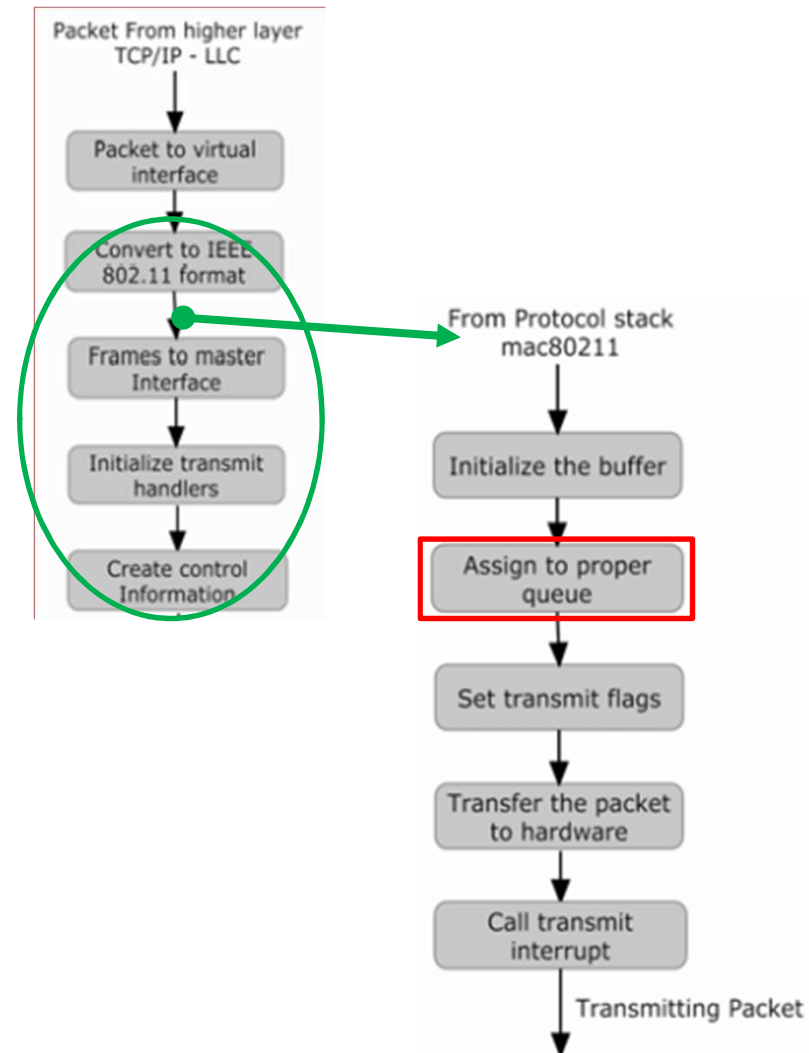 Packet From higher layer
TCP/IP - LLC
Packet to virtual
interface
Convert to IEEE
802.11 format
Frames to master
Interface
Initialize transmit
handlers
Create control
Information
From Protocol stack
mac80211
Initialize the buffer
Assign to proper
queue
Set transmit flags
Transfer the packet
to hardware
Call transmit
interrupt
Transmitting Packet